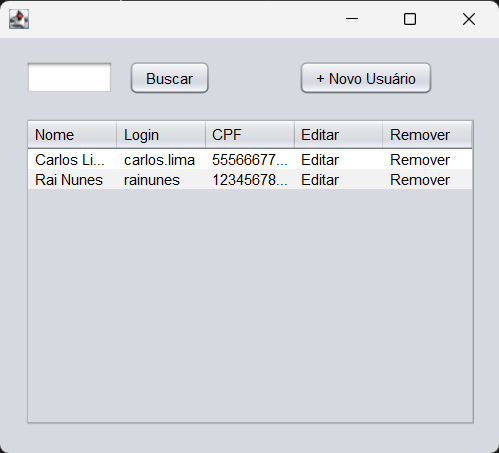 Buscar + Novo Usuário
Nome Login CPF Editar Remover
Carlos Li... carlos.lima 55566677... Editar Remover
Rai Nunes rainunes 12345678... Editar Remover